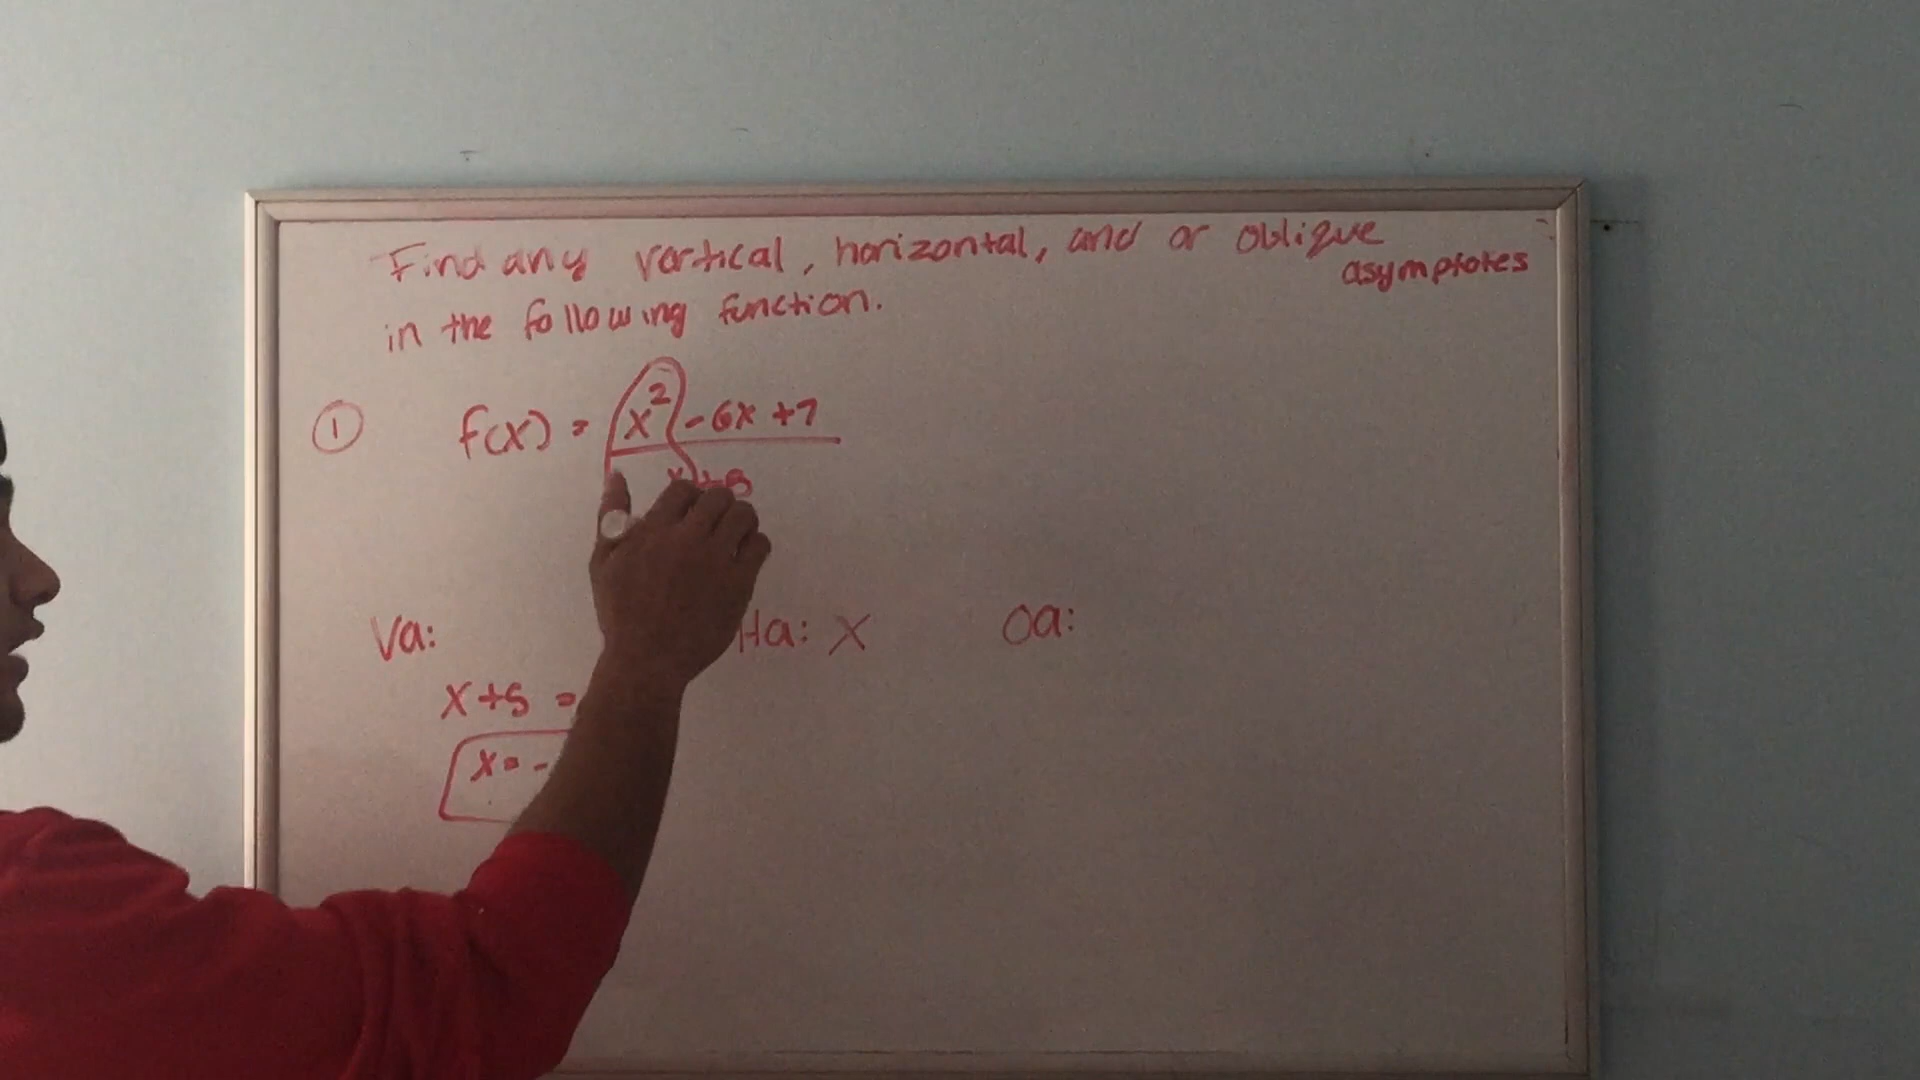 Find any vertical, horizontal, and or oblique
asymptotes
in the following function.
① f(x) = x² - 6x + 7
x+5
Va: Ha: X Oa:
x+5 =
x = -